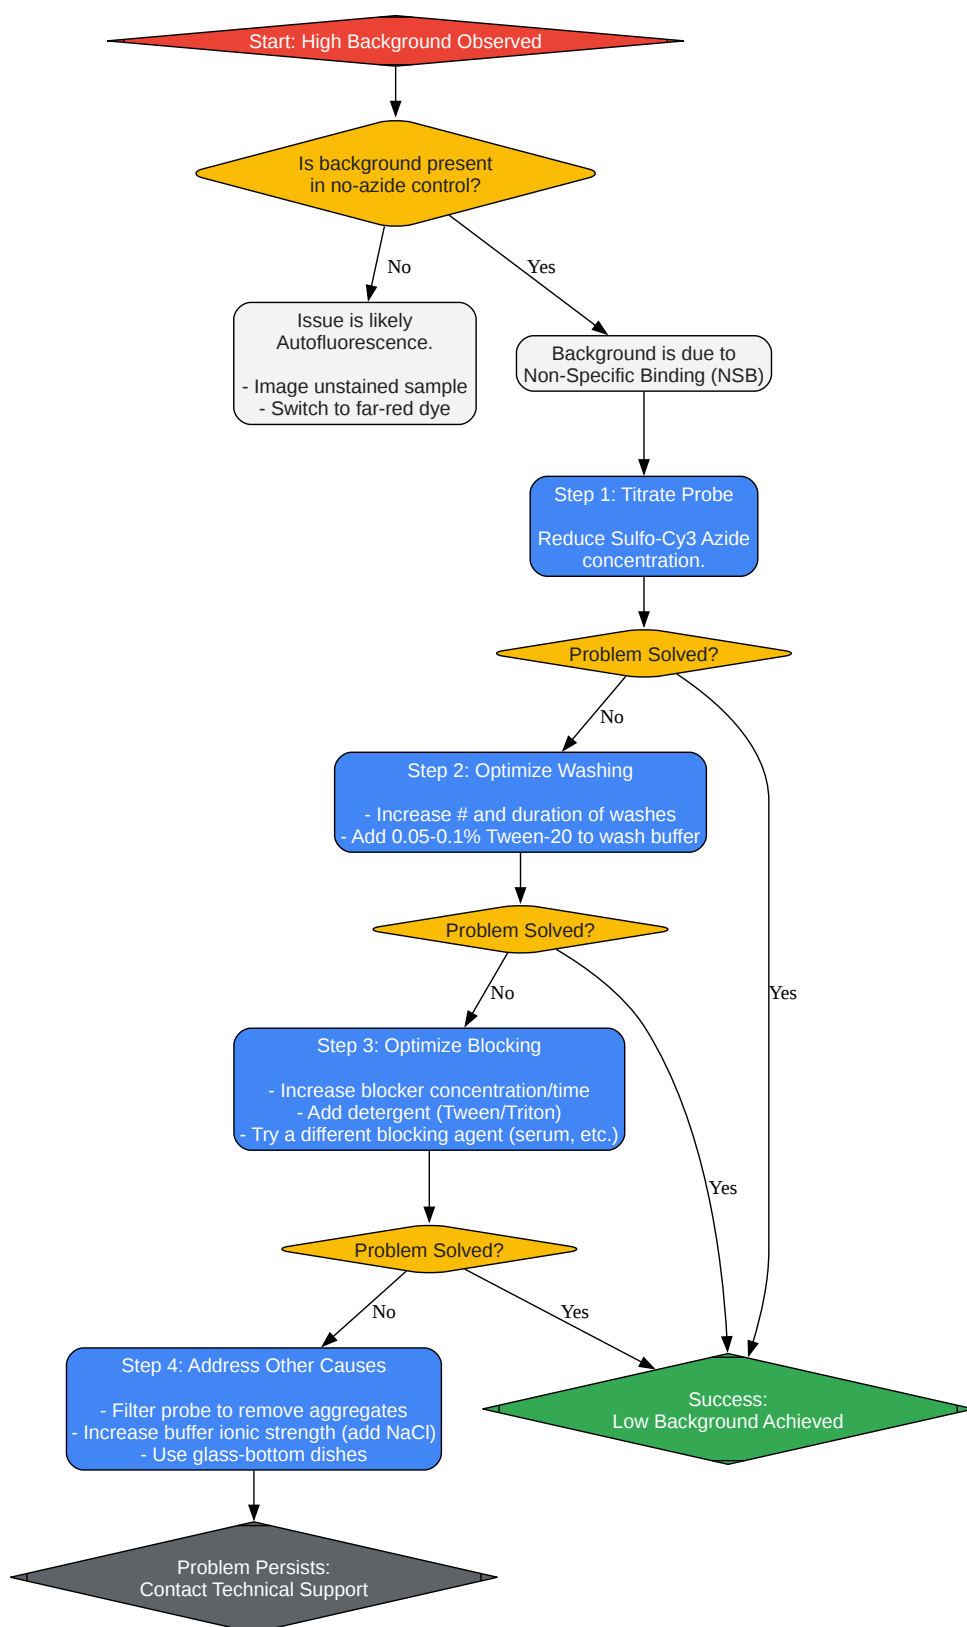 Start: High Background Observed
Is background present
in no-azide control?
No
Yes
Issue is likely
Autofluorescence.
- Image unstained sample
- Switch to far-red dye
Background is due to
Non-Specific Binding (NSB)
Step 1: Titrate Probe
Reduce Sulfo-Cy3 Azide
concentration.
Problem Solved?
No
Step 2: Optimize Washing
- Increase # and duration of washes
- Add 0.05-0.1% Tween-20 to wash buffer
Problem Solved?
No
Yes
Step 3: Optimize Blocking
- Increase blocker concentration/time
- Add detergent (Tween/Triton)
- Try a different blocking agent (serum, etc.)
Yes
Problem Solved?
No
Yes
Step 4: Address Other Causes
- Filter probe to remove aggregates
- Increase buffer ionic strength (add NaCl)
- Use glass-bottom dishes
Success:
Low Background Achieved
Problem Persists:
Contact Technical Support